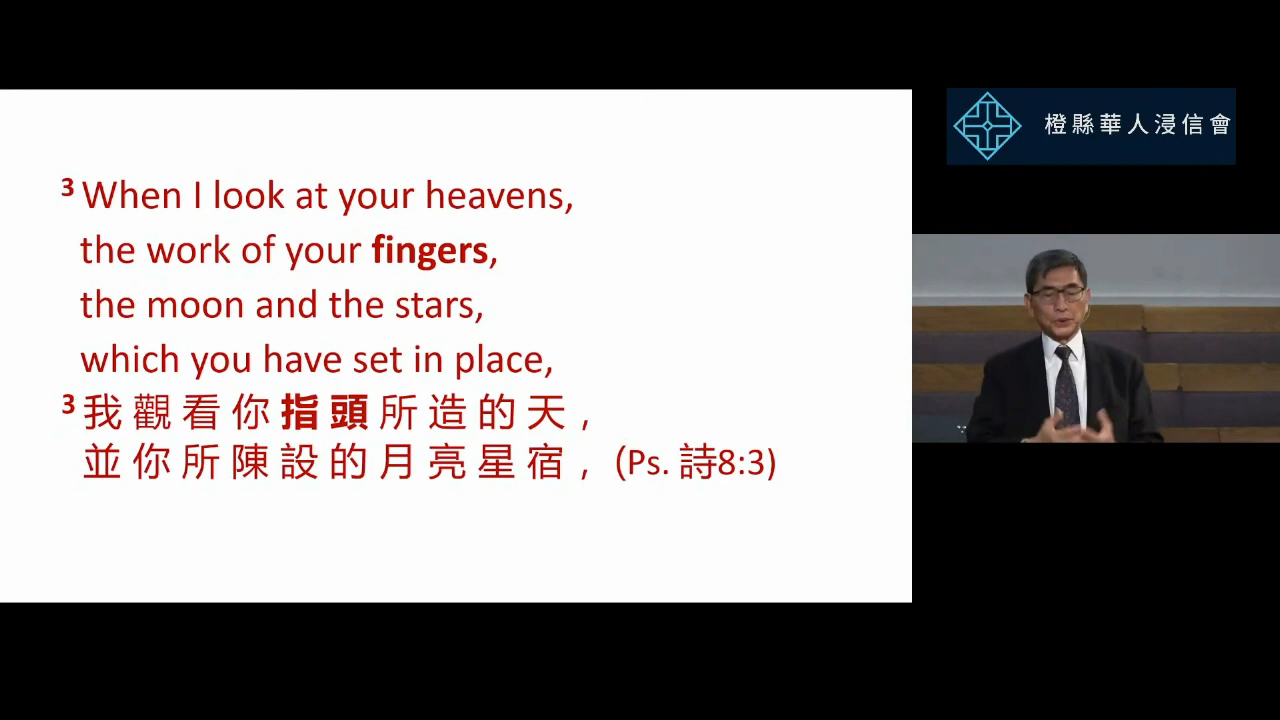 3 When I look at your heavens,
the work of your fingers,
the moon and the stars,
which you have set in place,
3 我觀看你指頭所造的天，
並你所陳設的月亮星宿， (Ps. 詩8:3)
橙縣華人浸信會